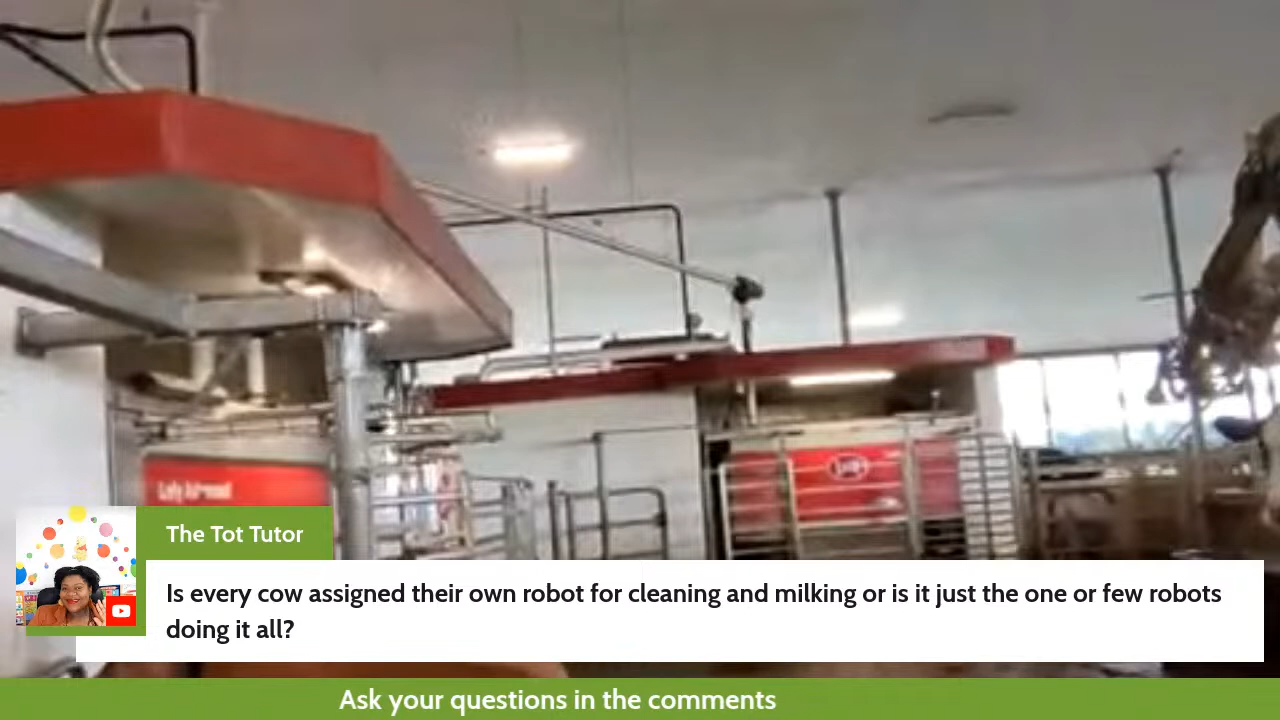 The Tot Tutor
Is every cow assigned their own robot for cleaning and milking or is it just the one or few robots
doing it all?
Ask your questions in the comments